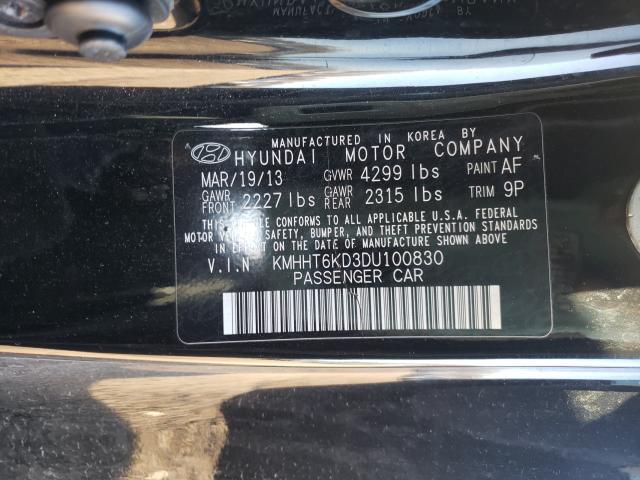 MANUFACTURED IN KOREA BY
HYUNDAI MOTOR COMPANY
MAR/19/13 GVWR 4299 lbs PAINT AF
GAWR FRONT 2227 lbs GAWR REAR 2315 lbs TRIM 9P
THIS VEHICLE CONFORMS TO ALL APPLICABLE U.S.A. FEDERAL
MOTOR VEHICLE SAFETY, BUMPER, AND THEFT PREVENTION
STANDARDS IN EFFECT ON THE DATE OF MANUFACTURE SHOWN ABOVE.
V.I.N KMHHT6KD3DU100830
PASSENGER CAR